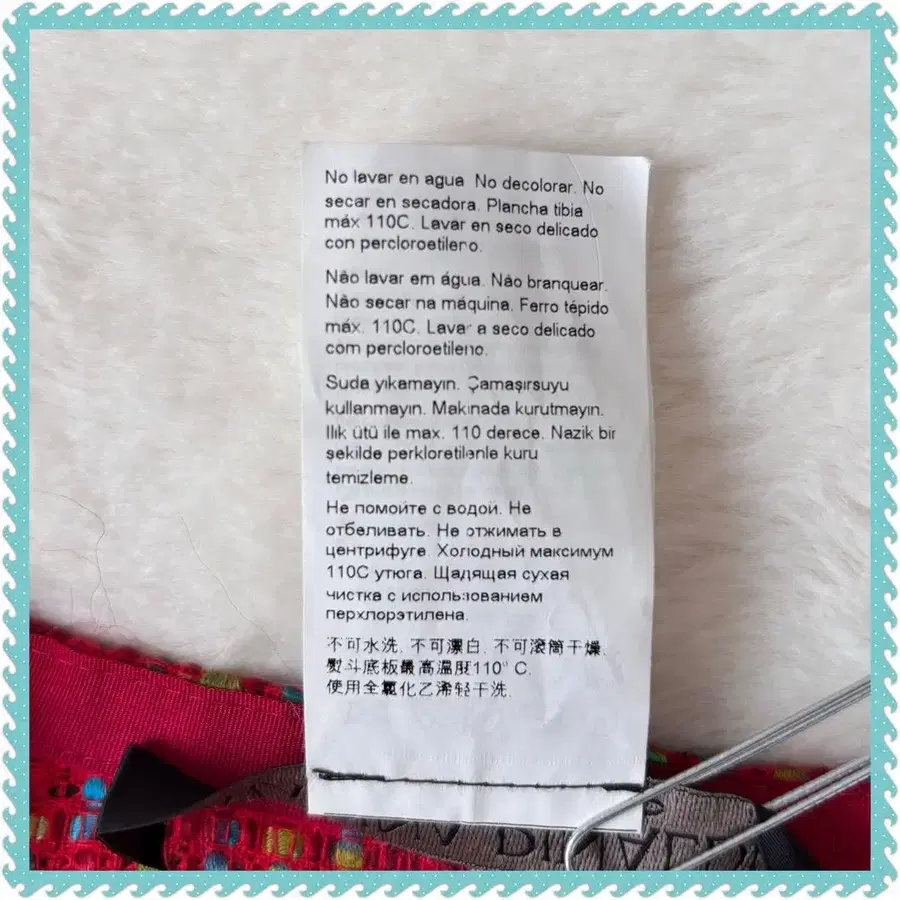 No lavar en agua No decolorar. No
secar en secadora. Plancha tibia
máx 110C. Lavar en seco delicado
con percloroetileno.
Não lavar em água. Não branquear.
Não secar na máquina. Ferro tépido
máx. 110C. Lavar a seco delicado
com percloroetileno.
Suda yıkamayın. Çamaşırsuyu
kullanmayın. Makinada kurutmayın.
Ilık ütü ile max. 110 derece. Nazik bir
şekilde perkloretilenle kuru
temizleme.
Не помойте с водой. Не
отбеливать. Не отжимать в
центрифуге. Холодный максимум
110С утюга. Щадящая сухая
чистка с использованием
перхлорэтилена.
不可水洗, 不可漂白, 不可滚筒干燥,
熨斗底板最高温度110° C.
使用全氯化乙浠轻干洗.